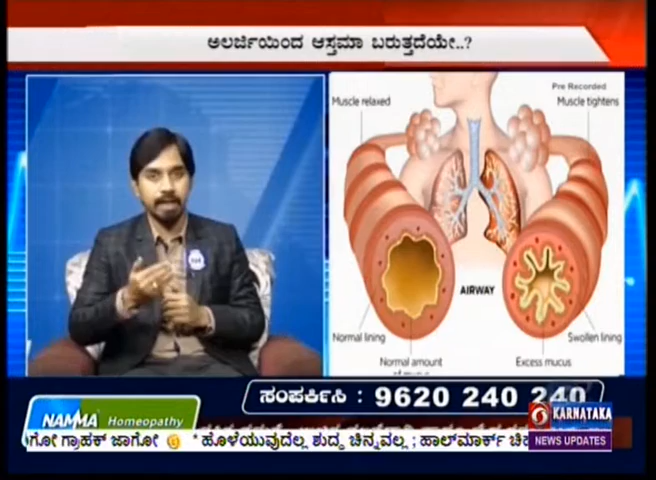 ಅಲರ್ಜಿಯಿಂದ ಆಸ್ತಮಾ ಬರುತ್ತದೆಯೇ..?
Pre Recorded
Muscle relaxed
Muscle tightens
AIRWAY
Normal lining
Swollen lining
Normal amount
Excess mucus
ಸಂಪರ್ಕಿಸಿ : 9620 240 240
NAMMA Homeopathy
KARNATAKA
NEWS UPDATES
ಗ್ರಾಹಕ್ ಜಾಗೋ * ಹೊಳೆಯುವುದೆಲ್ಲ ಶುದ್ಧ ಚಿನ್ನವಲ್ಲ ; ಹಾಲ್‌ಮಾರ್ಕ್